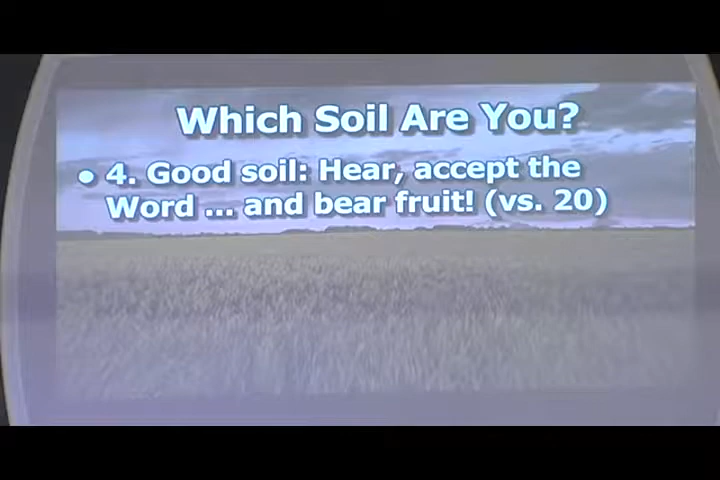 Which Soil Are You?
• 4. Good soil: Hear, accept the
Word ... and bear fruit! (vs. 20)